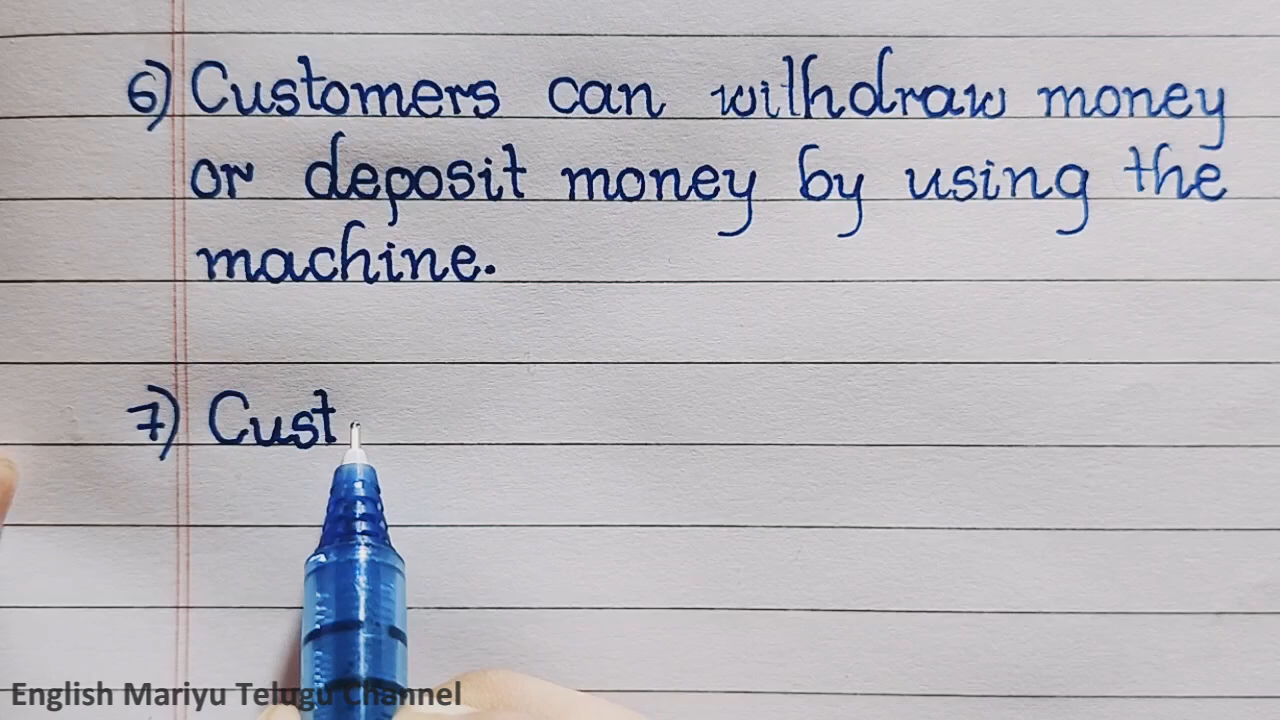 6) Customers can withdraw money
or deposit money by using the
machine.
7) Cust
English Mariyu Telugu Channel